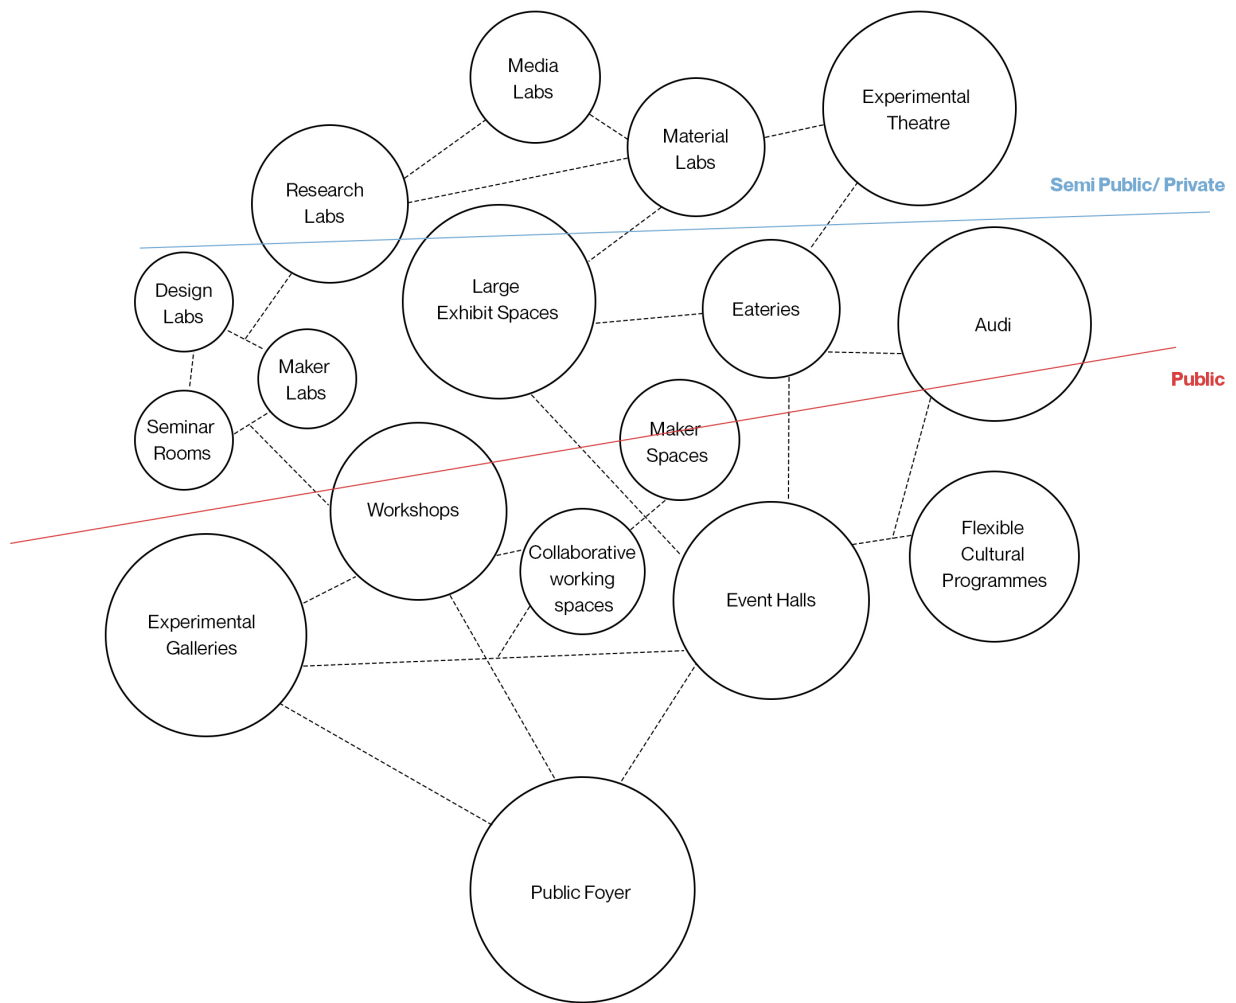 Media
Labs
Experimental
Theatre
Material
Labs
Research
Labs
Semi Public/ Private
Design
Labs
Large
Exhibit Spaces
Eateries
Audi
Maker
Labs
Public
Seminar
Rooms
Maker
Spaces
Workshops
Collaborative
working
spaces
Flexible
Cultural
Programmes
Event Halls
Experimental
Galleries
Public Foyer